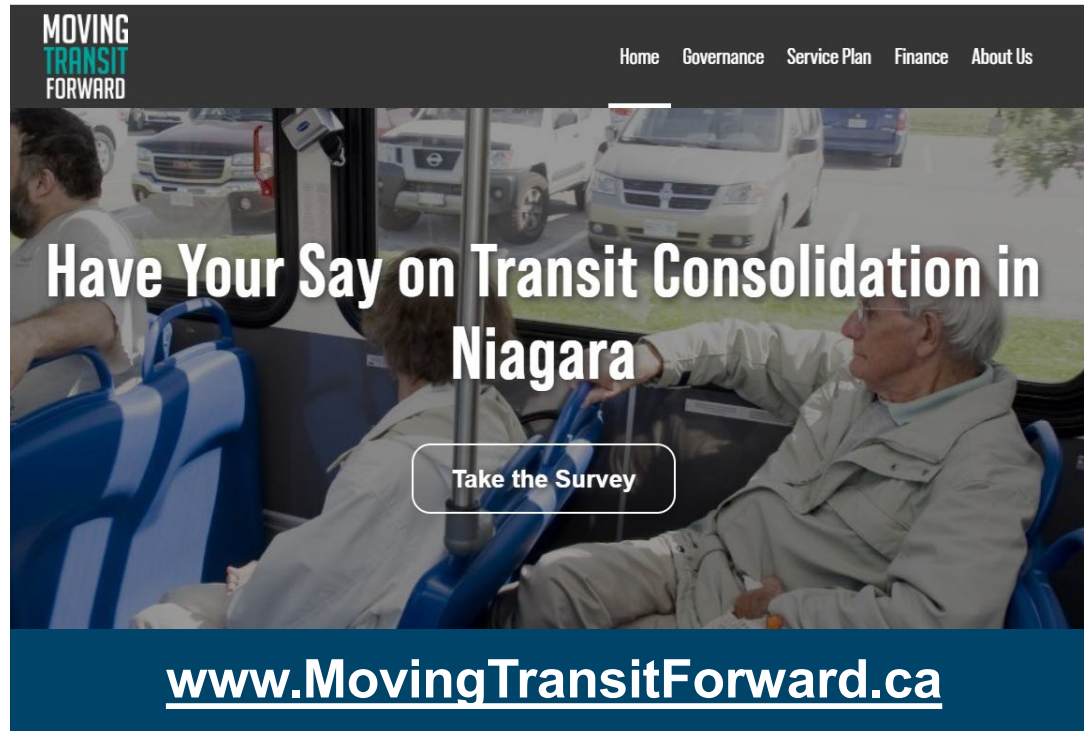 MOVING
TRANSIT
FORWARD
Home Governance Service Plan Finance About Us
Have Your Say on Transit Consolidation in
Niagara
Take the Survey
www.MovingTransitForward.ca